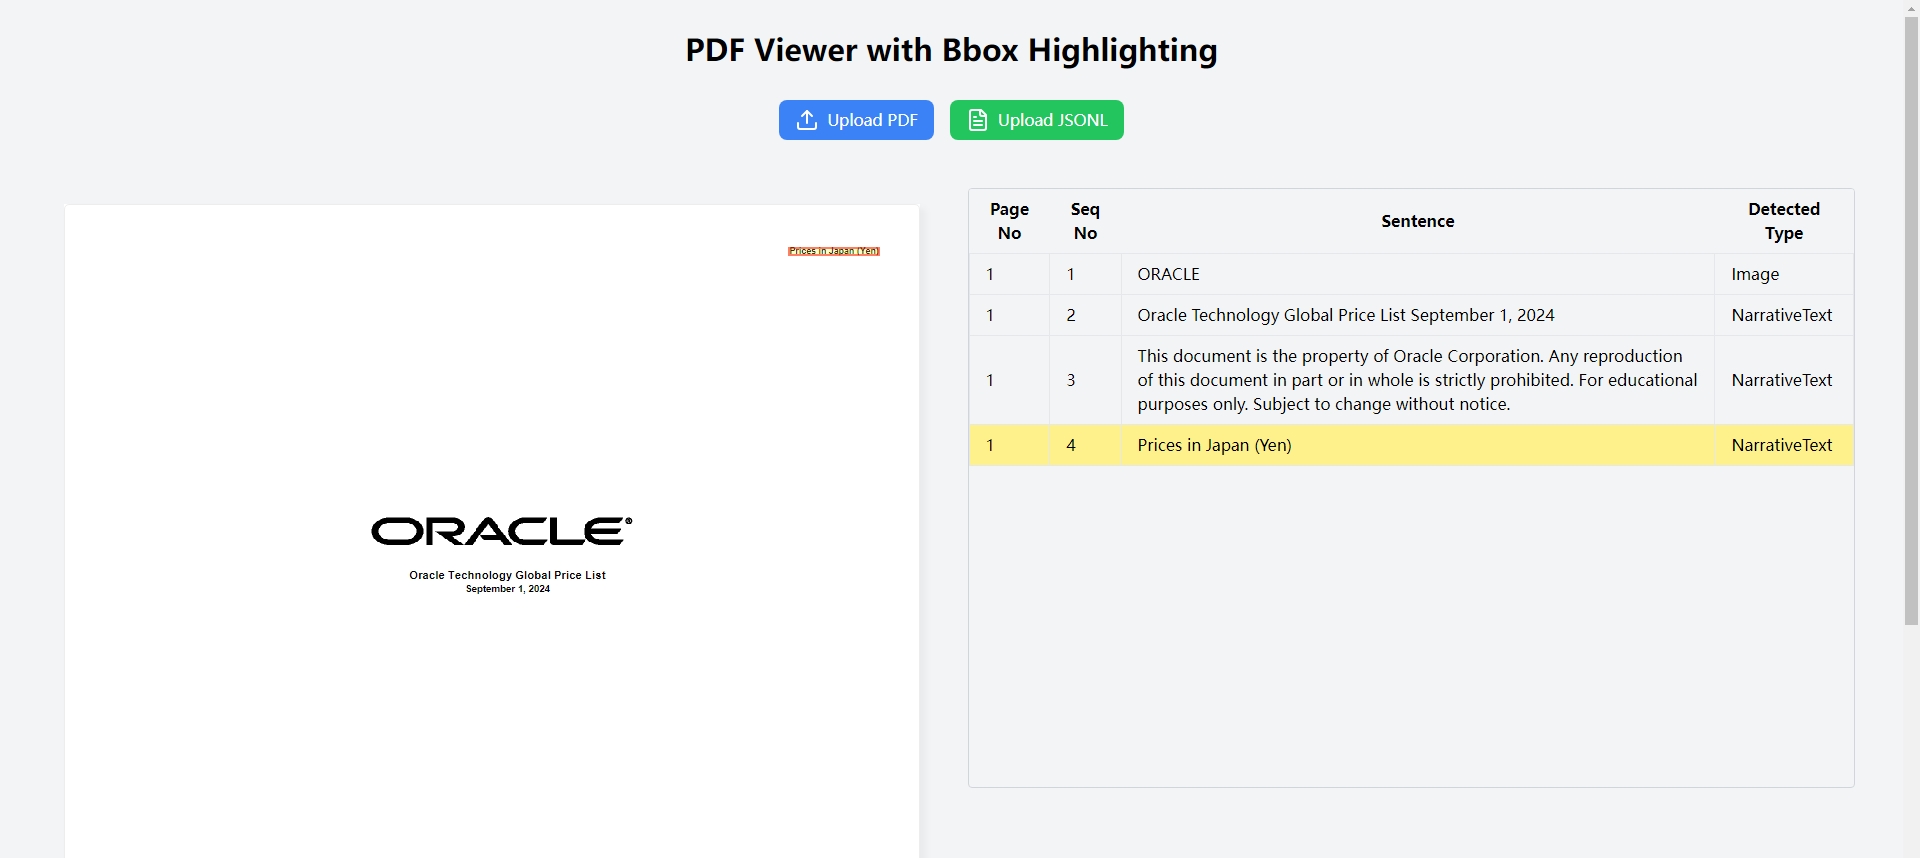 PDF Viewer with Bbox Highlighting
Upload PDF
Upload JSONL
Prices in Japan (Yen)
ORACLE®
Oracle Technology Global Price List
September 1, 2024
Page No
Seq No
Sentence
Detected Type
1 1 ORACLE Image
1 2 Oracle Technology Global Price List September 1, 2024 NarrativeText
1 3 This document is the property of Oracle Corporation. Any reproduction
of this document in part or in whole is strictly prohibited. For educational
purposes only. Subject to change without notice. NarrativeText
1 4 Prices in Japan (Yen) NarrativeText